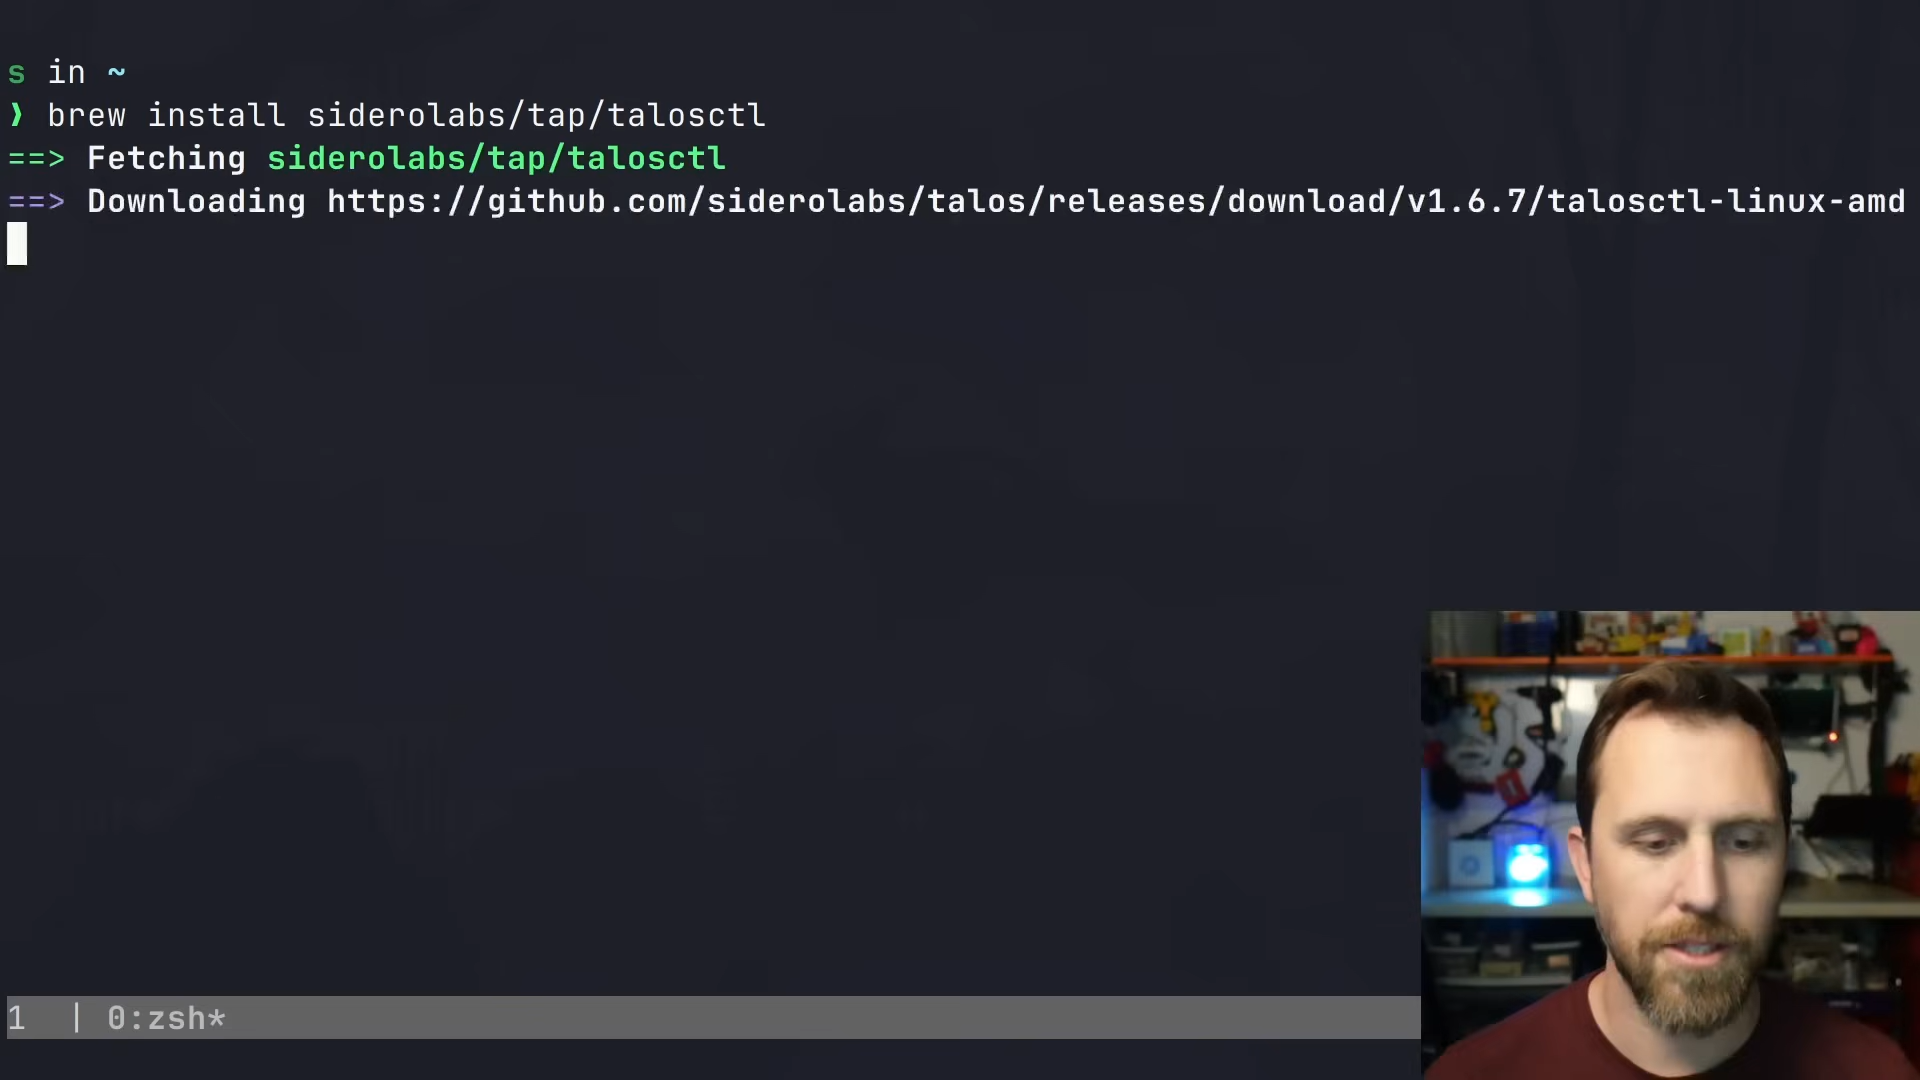 s in ~
❯ brew install siderolabs/tap/talosctl
==> Fetching siderolabs/tap/talosctl
==> Downloading https://github.com/siderolabs/talos/releases/download/v1.6.7/talosctl-linux-amd
1 | 0:zsh*